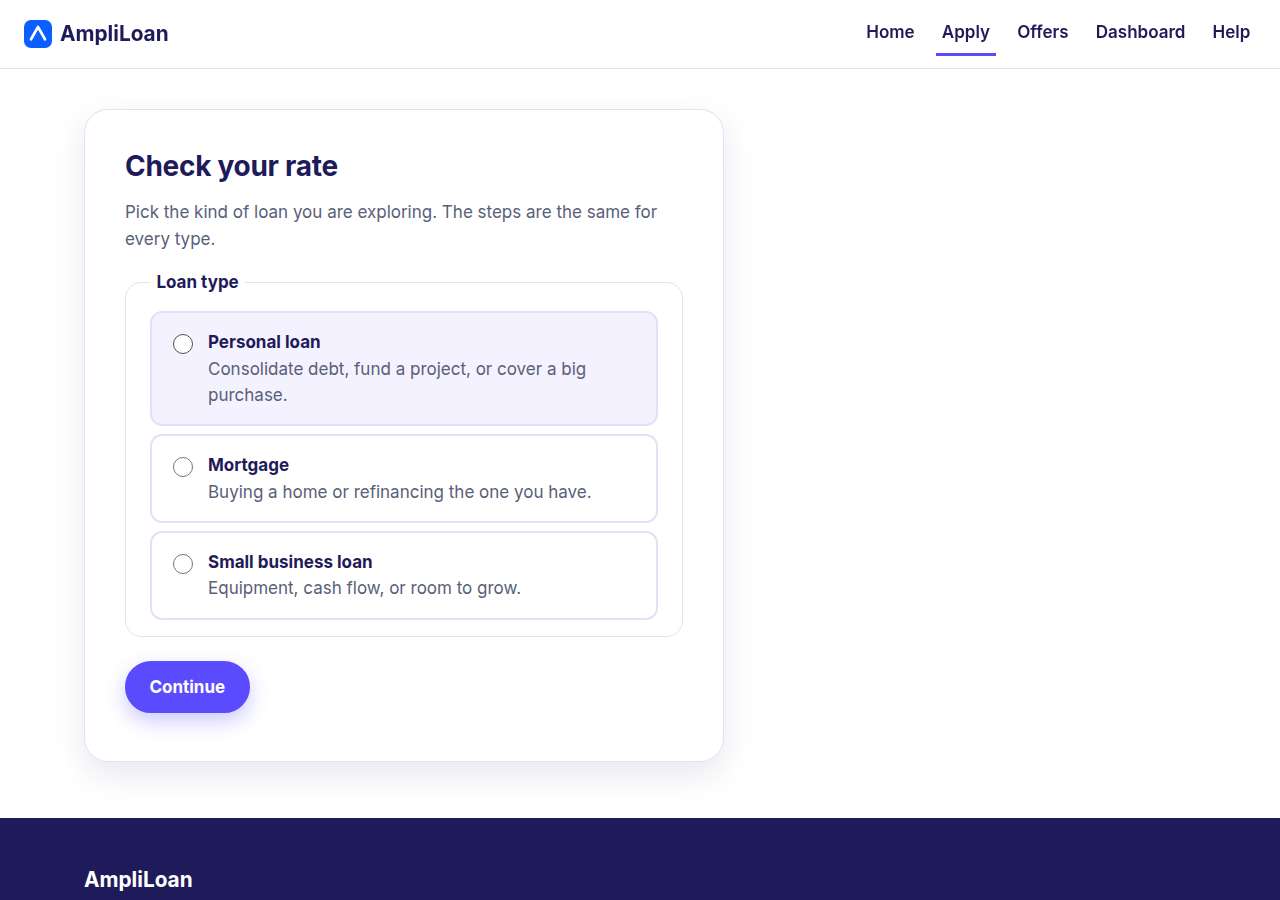 AmpliLoan
Home Apply Offers Dashboard Help
Check your rate
Pick the kind of loan you are exploring. The steps are the same for
every type.
Loan type
Personal loan
Consolidate debt, fund a project, or cover a big
purchase.
Mortgage
Buying a home or refinancing the one you have.
Small business loan
Equipment, cash flow, or room to grow.
Continue
AmpliLoan